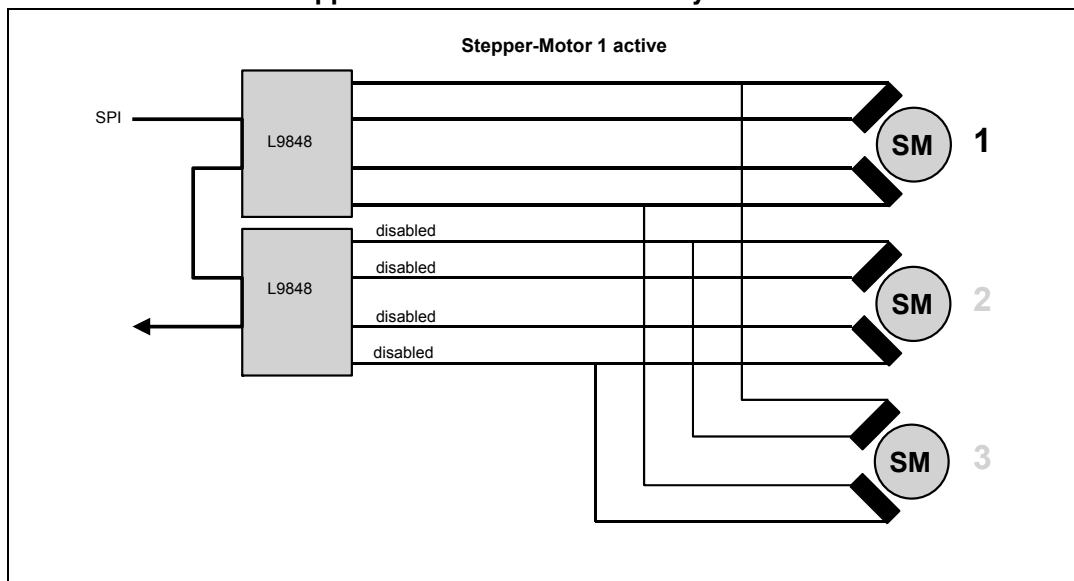 Stepper-Motor 1 active
SPI
L9848
SM
1
disabled
disabled
L9848
disabled
disabled
SM
2
SM
3